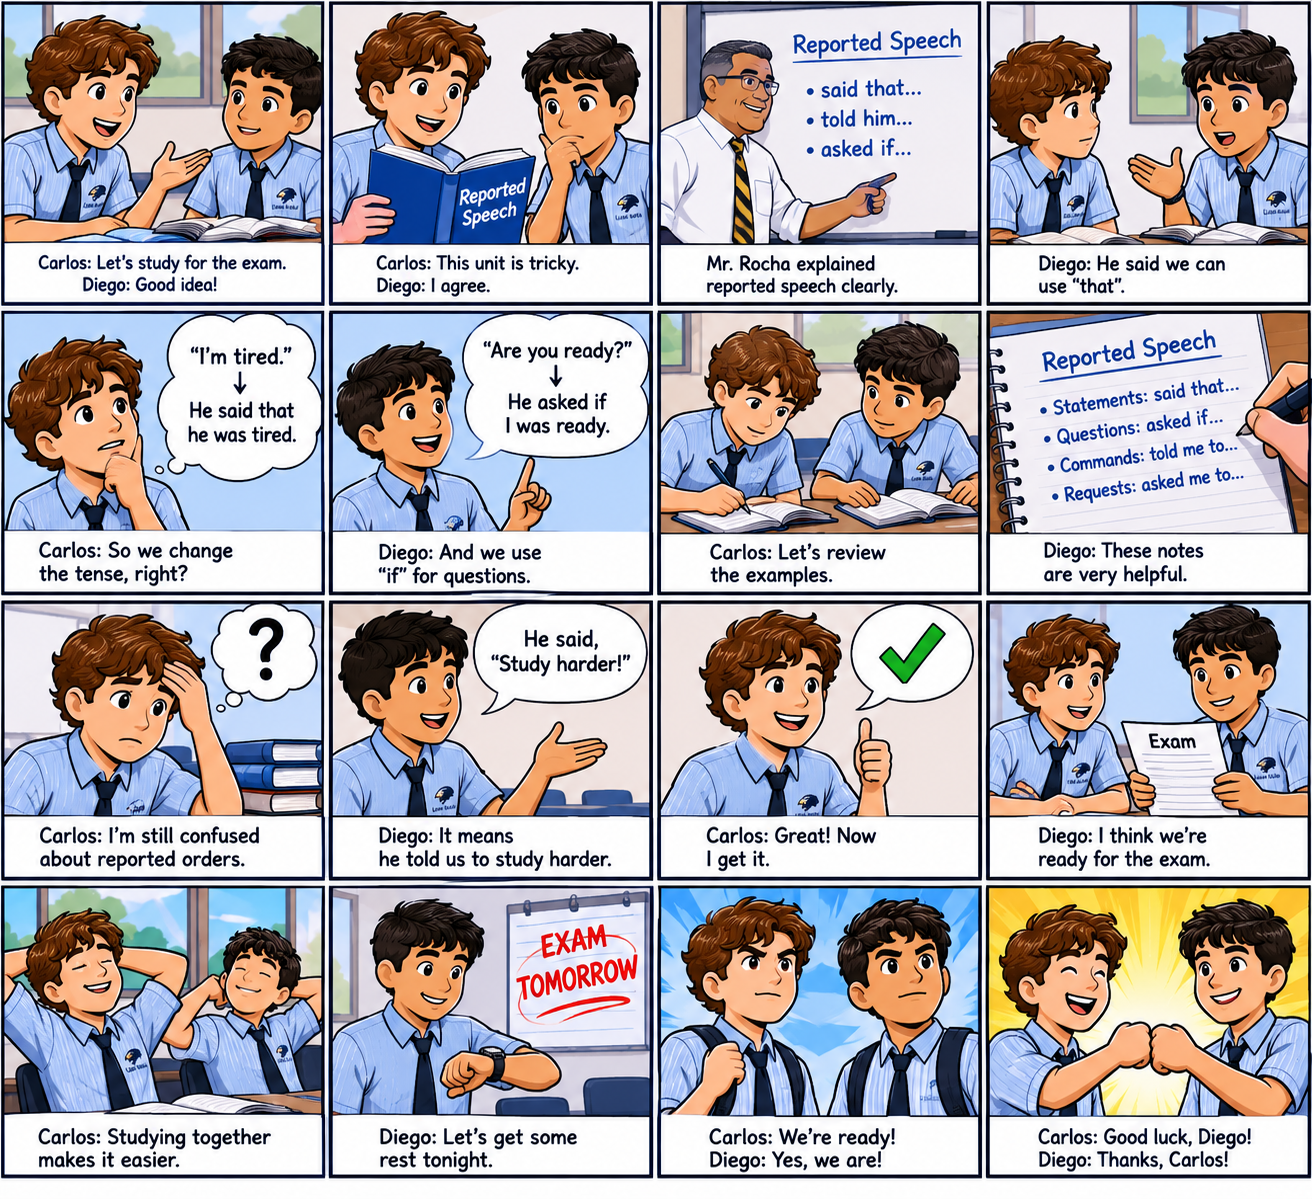 Carlos: Let's study for the exam.
Diego: Good idea!
Reported
Speech
Carlos: This unit is tricky.
Diego: I agree.
Reported Speech
• said that...
• told him...
• asked if...
Mr. Rocha explained
reported speech clearly.
Diego: He said we can
use “that”.
“I'm tired.”
↓
He said that
he was tired.
Carlos: So we change
the tense, right?
“Are you ready?”
↓
He asked if
I was ready.
Diego: And we use
“if” for questions.
Carlos: Let's review
the examples.
Reported Speech
• Statements: said that...
• Questions: asked if...
• Commands: told me to...
• Requests: asked me to...
Diego: These notes
are very helpful.
?
Carlos: I'm still confused
about reported orders.
He said,
“Study harder!”
Diego: It means
he told us to study harder.
Carlos: Great! Now
I get it.
Exam
Diego: I think we're
ready for the exam.
Carlos: Studying together
makes it easier.
EXAM
TOMORROW
Diego: Let's get some
rest tonight.
Carlos: We're ready!
Diego: Yes, we are!
Carlos: Good luck, Diego!
Diego: Thanks, Carlos!